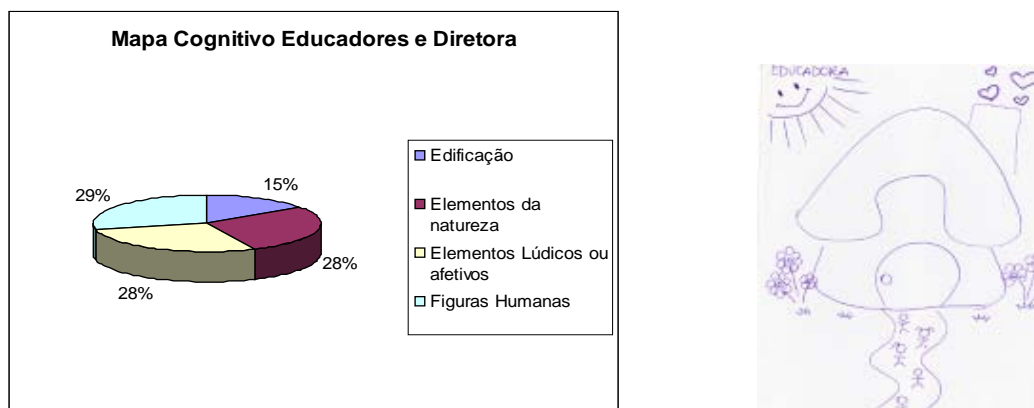 Mapa Cognitivo Educadores e Diretora
29%
15%
28%
28%
Edificação
Elementos da
natureza
Elementos Lúdicos ou
afetivos
Figuras Humanas
EDUCADORA